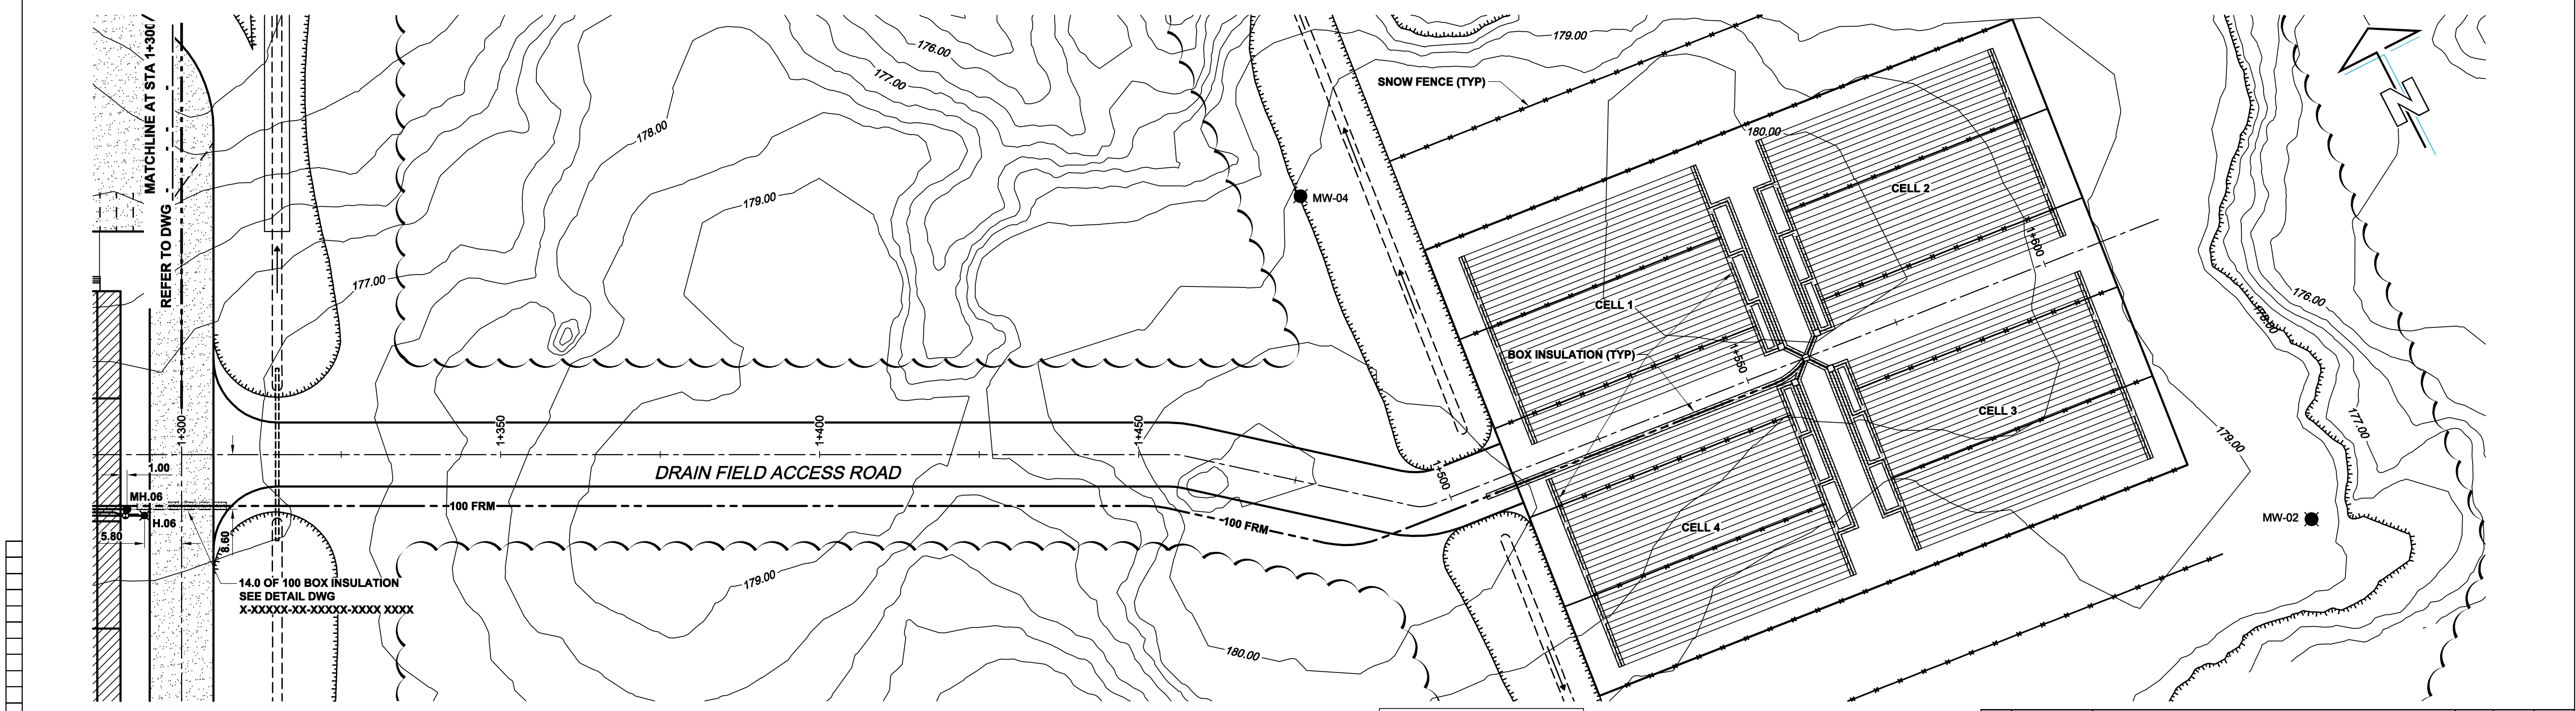 MATCHLINE AT STA 1+300
REFER TO DWG
176.00
177.00
178.00
179.00
177.00
179.00
SNOW FENCE (TYP)
180.00
CELL 2
MW-04
CELL 1
BOX INSULATION (TYP)
1+550
1+600
CELL 3
176.00
178.00
177.00
179.00
N
1+300
1+350
1+400
1+450
1+500
1.00
MH.06
H.06
5.80
8.60
DRAIN FIELD ACCESS ROAD
100 FRM
100 FRM
CELL 4
MW-02
14.0 OF 100 BOX INSULATION
SEE DETAIL DWG
X-XXXXX-XX-XXXXX-XXXX XXXX
179.00
180.00